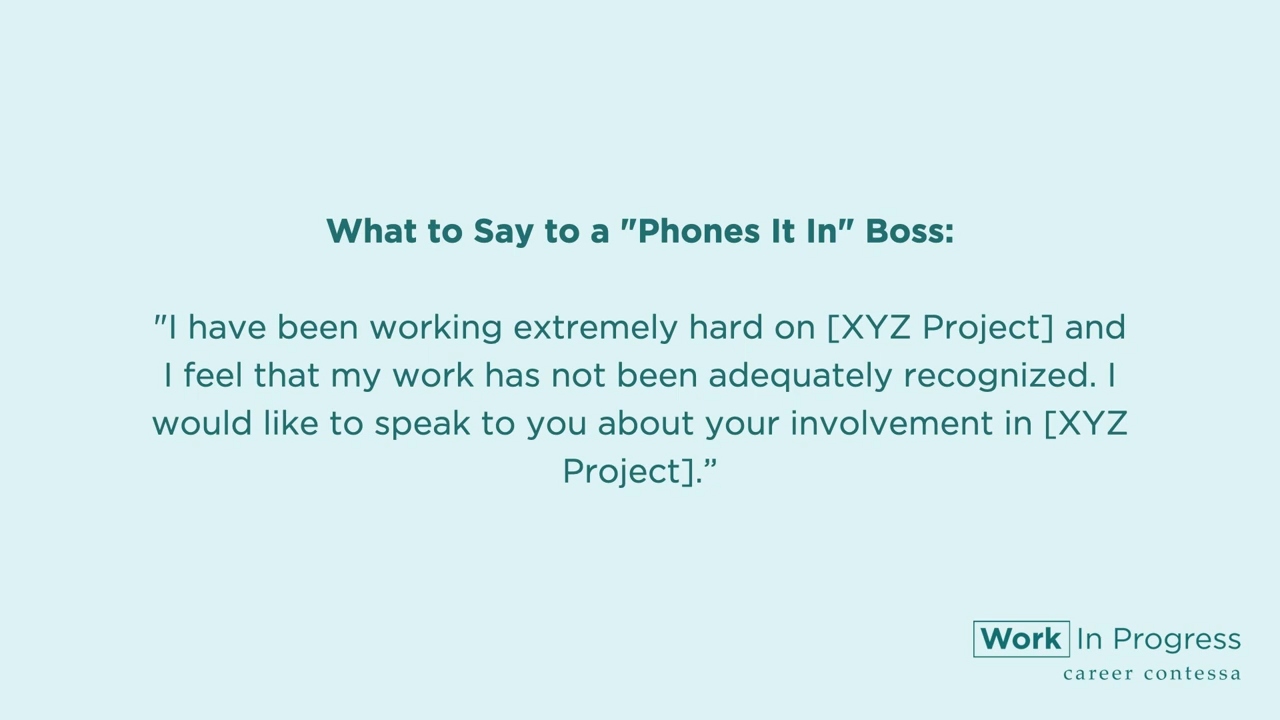 What to Say to a "Phones It In" Boss:
"I have been working extremely hard on [XYZ Project] and
I feel that my work has not been adequately recognized. I
would like to speak to you about your involvement in [XYZ
Project].”
Work In Progress
career contessa